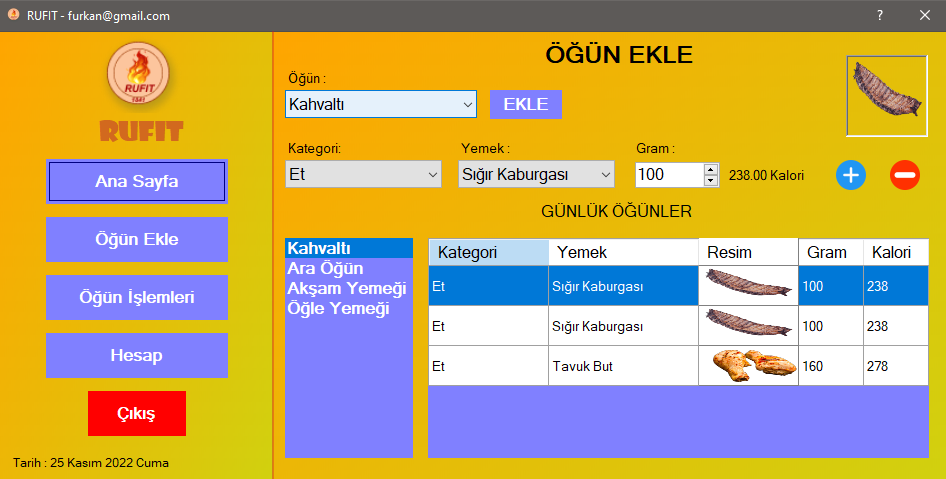 RUFIT - furkan@gmail.com
?
RUFIT
1841
RUFIT
Ana Sayfa
Öğün Ekle
Öğün İşlemleri
Hesap
Çıkış
Tarih : 25 Kasım 2022 Cuma
ÖĞÜN EKLE
Öğün :
Kahvaltı
EKLE
Kategori: Yemek : Gram :
Et Sığır Kaburgası 100 238.00 Kalori
GÜNLÜK ÖĞÜNLER
Kahvaltı
Ara Öğün
Akşam Yemeği
Öğle Yemeği
Kategori Yemek Resim Gram Kalori
Et Sığır Kaburgası 100 238
Et Sığır Kaburgası 100 238
Et Tavuk But 160 278